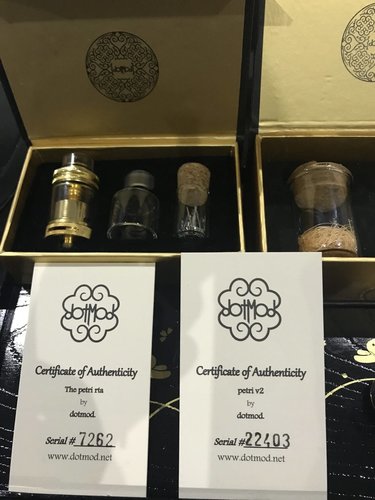 dotmod
dotMod
Certificate of Authenticity
The petri rta
by
dotmod.
Serial # 7262
www.dotmod.net
dotMod
Certificate of Authenticity
petri v2
by
dotmod.
Serial # 22403
www.dotmod.net